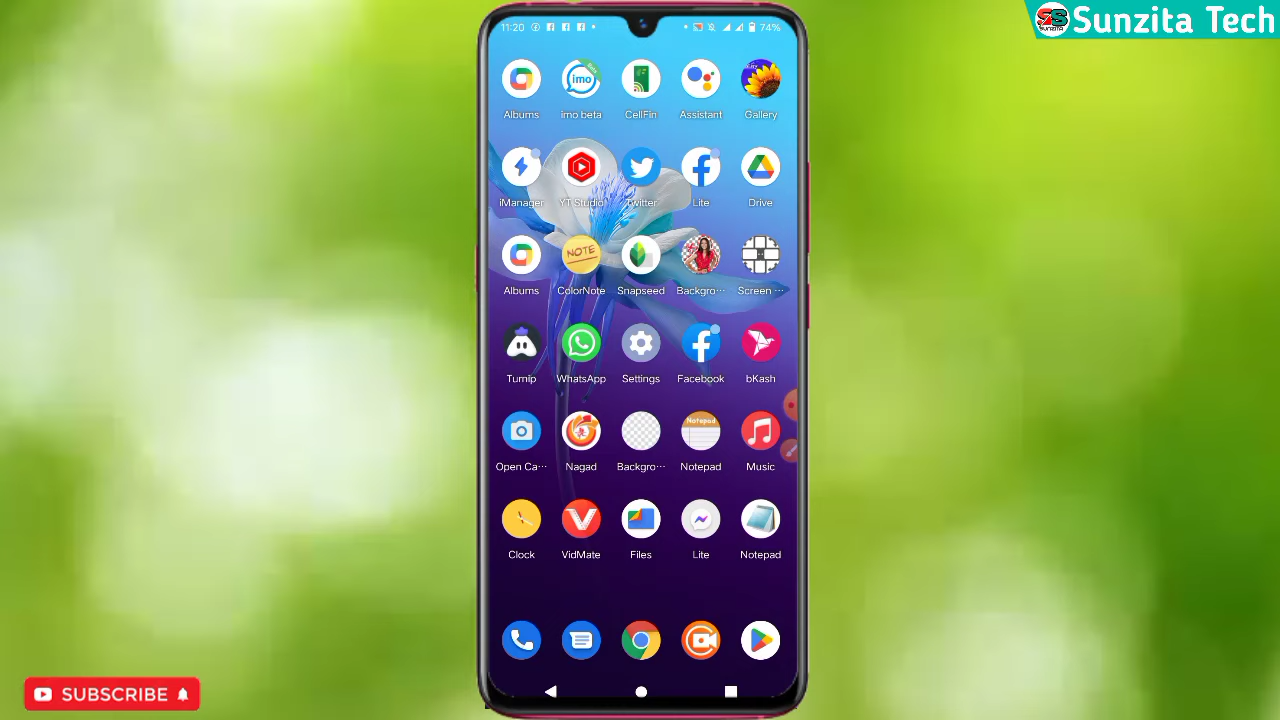 Sunzita Tech
11:20
74%
Albums imo beta CellFin Assistant Gallery
iManager YT Studio Twitter Lite Drive
Albums ColorNote Snapseed Backgro··· Screen ···
NOTE
Turnip WhatsApp Settings Facebook bKash
Notepad
Open Ca··· Nagad Backgro··· Notepad Music
Clock VidMate Files Lite Notepad
SUBSCRIBE